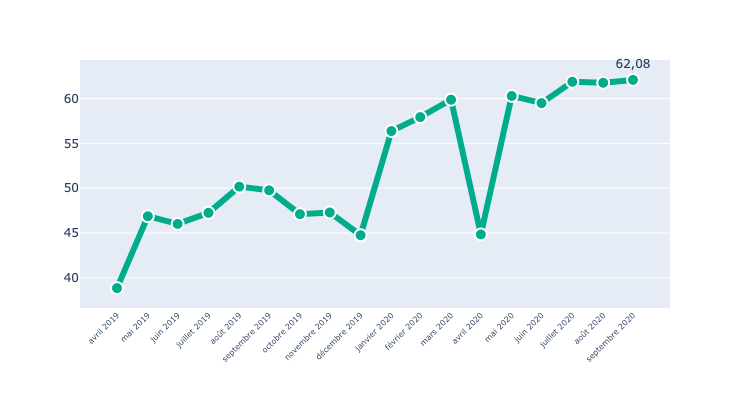 62,08
60
55
50
45
40
avril 2019
mai 2019
juin 2019
juillet 2019
août 2019
septembre 2019
octobre 2019
novembre 2019
décembre 2019
janvier 2020
février 2020
mars 2020
avril 2020
mai 2020
juin 2020
juillet 2020
août 2020
septembre 2020